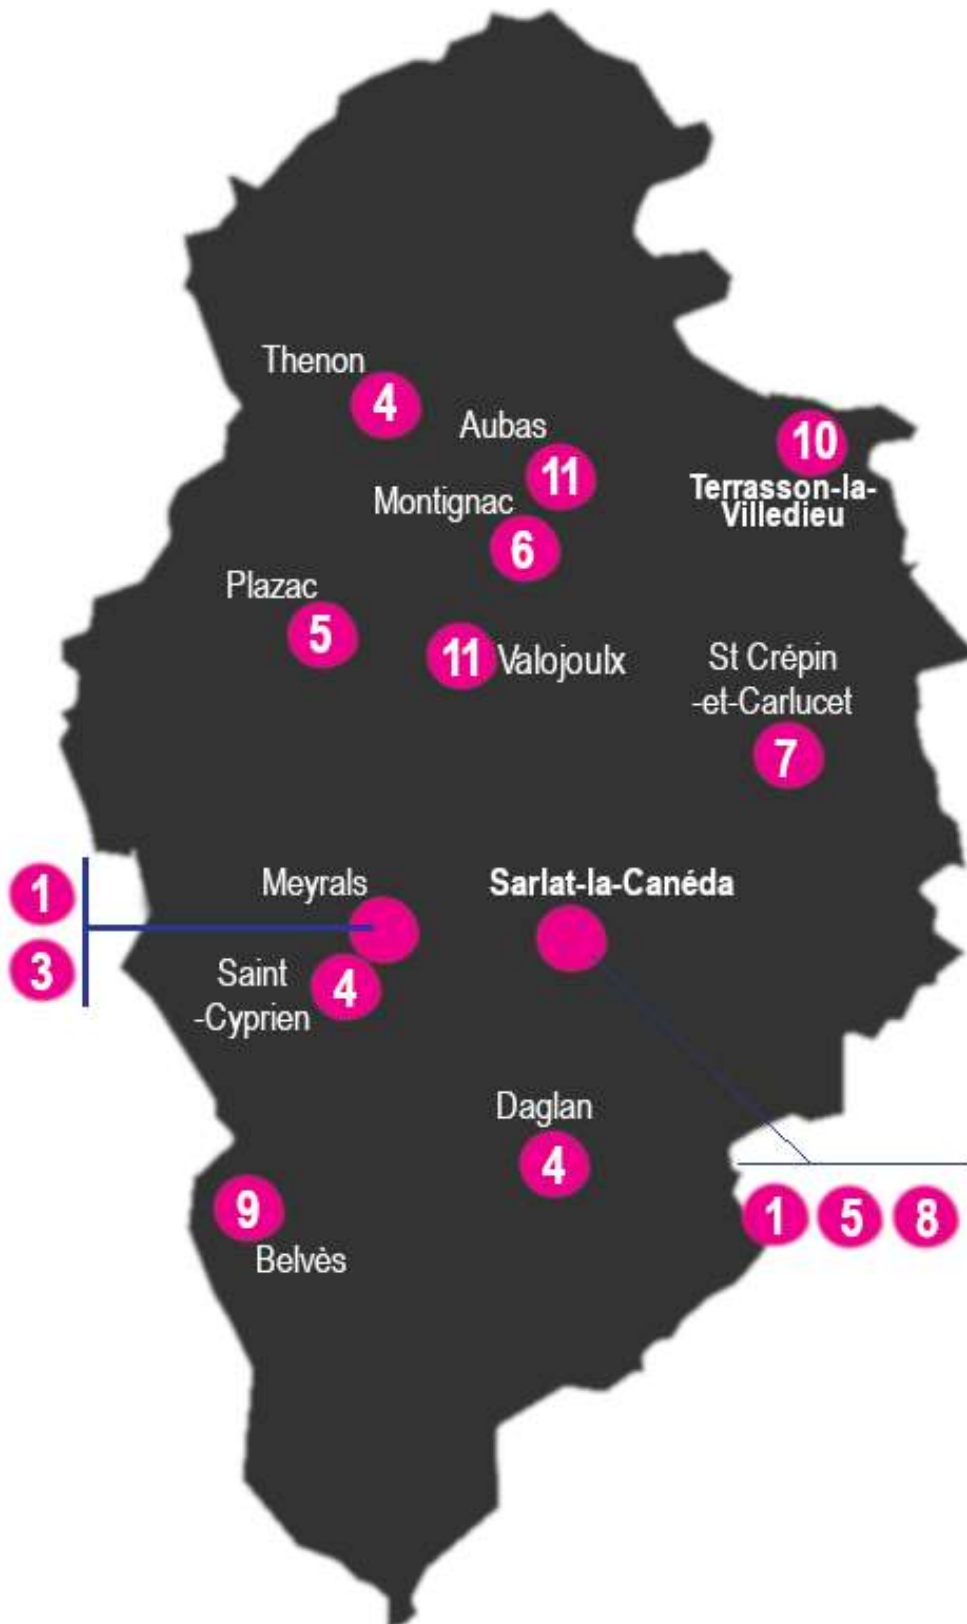 Thenon
4
Aubas
11
10
Terrasson-la-
Villedieu
Montignac
6
Plazac
5
11 Valojoulx
St Crépin
-et-Carlucet
7
1
3
Meyrals
Sarlat-la-Canéda
Saint
-Cyprien
4
Daglan
4
1 5 8
9
Belvès